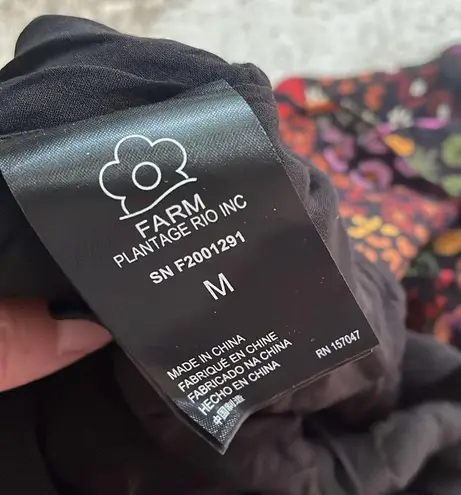 FARM
PLANTAGE RIO INC
SN F2001291
M
MADE IN CHINA
FABRIQUÉ EN CHINE
FABRICADO NA CHINA
HECHO EN CHINA
中国制造
RN 157047